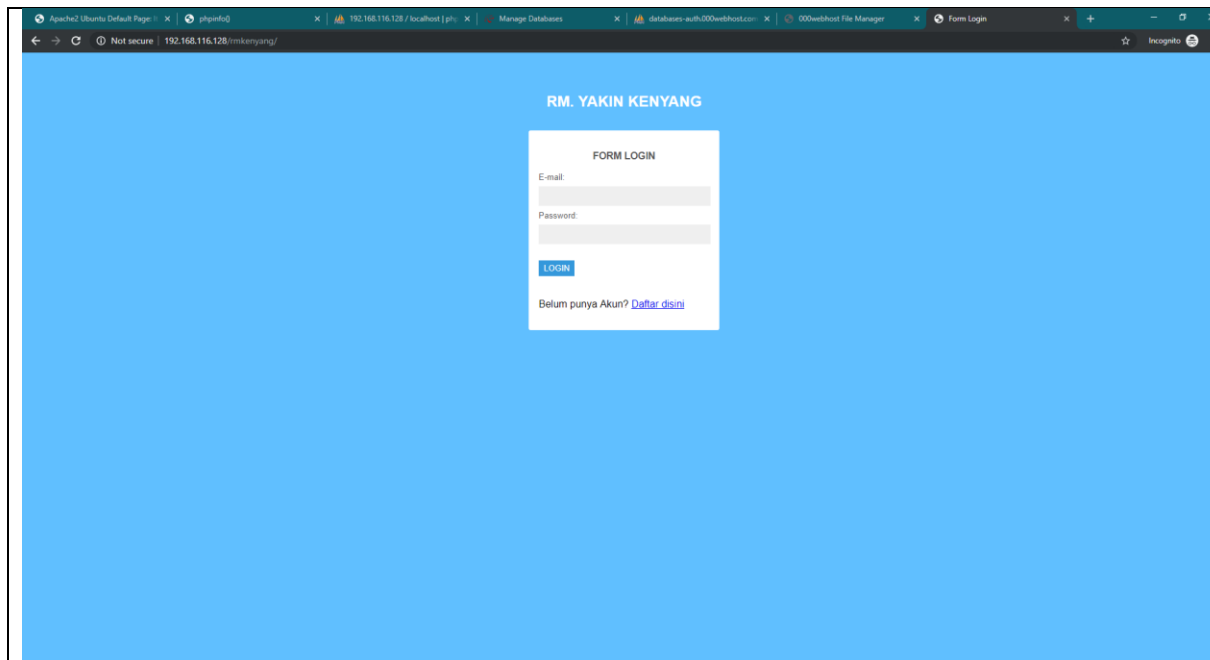 Apache2 Ubuntu Default Page: It
phpinfo()
192.168.116.128 / localhost | php
Manage Databases
databases-auth.000webhost.com
000webhost File Manager
Form Login
Not secure | 192.168.116.128/rmkenyang/
Incognito
RM. YAKIN KENYANG
FORM LOGIN
E-mail:
Password:
LOGIN
Belum punya Akun? Daftar disini